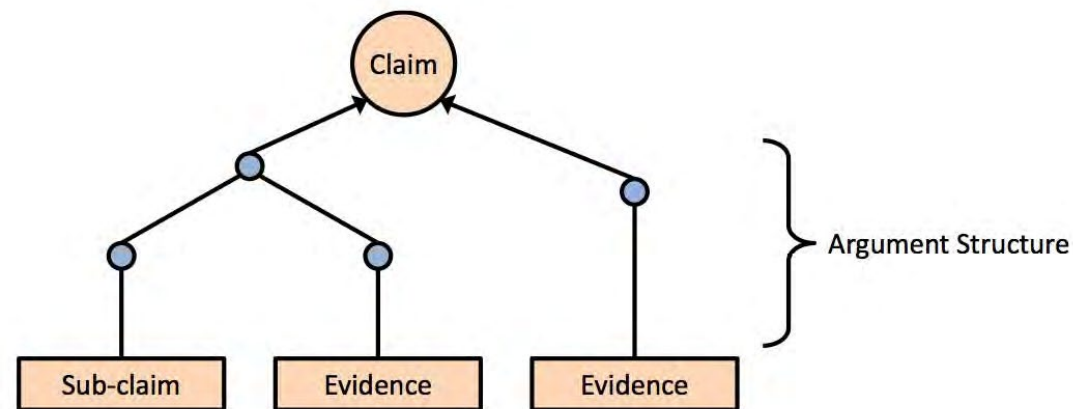 Claim
Argument Structure
Sub-claim
Evidence
Evidence